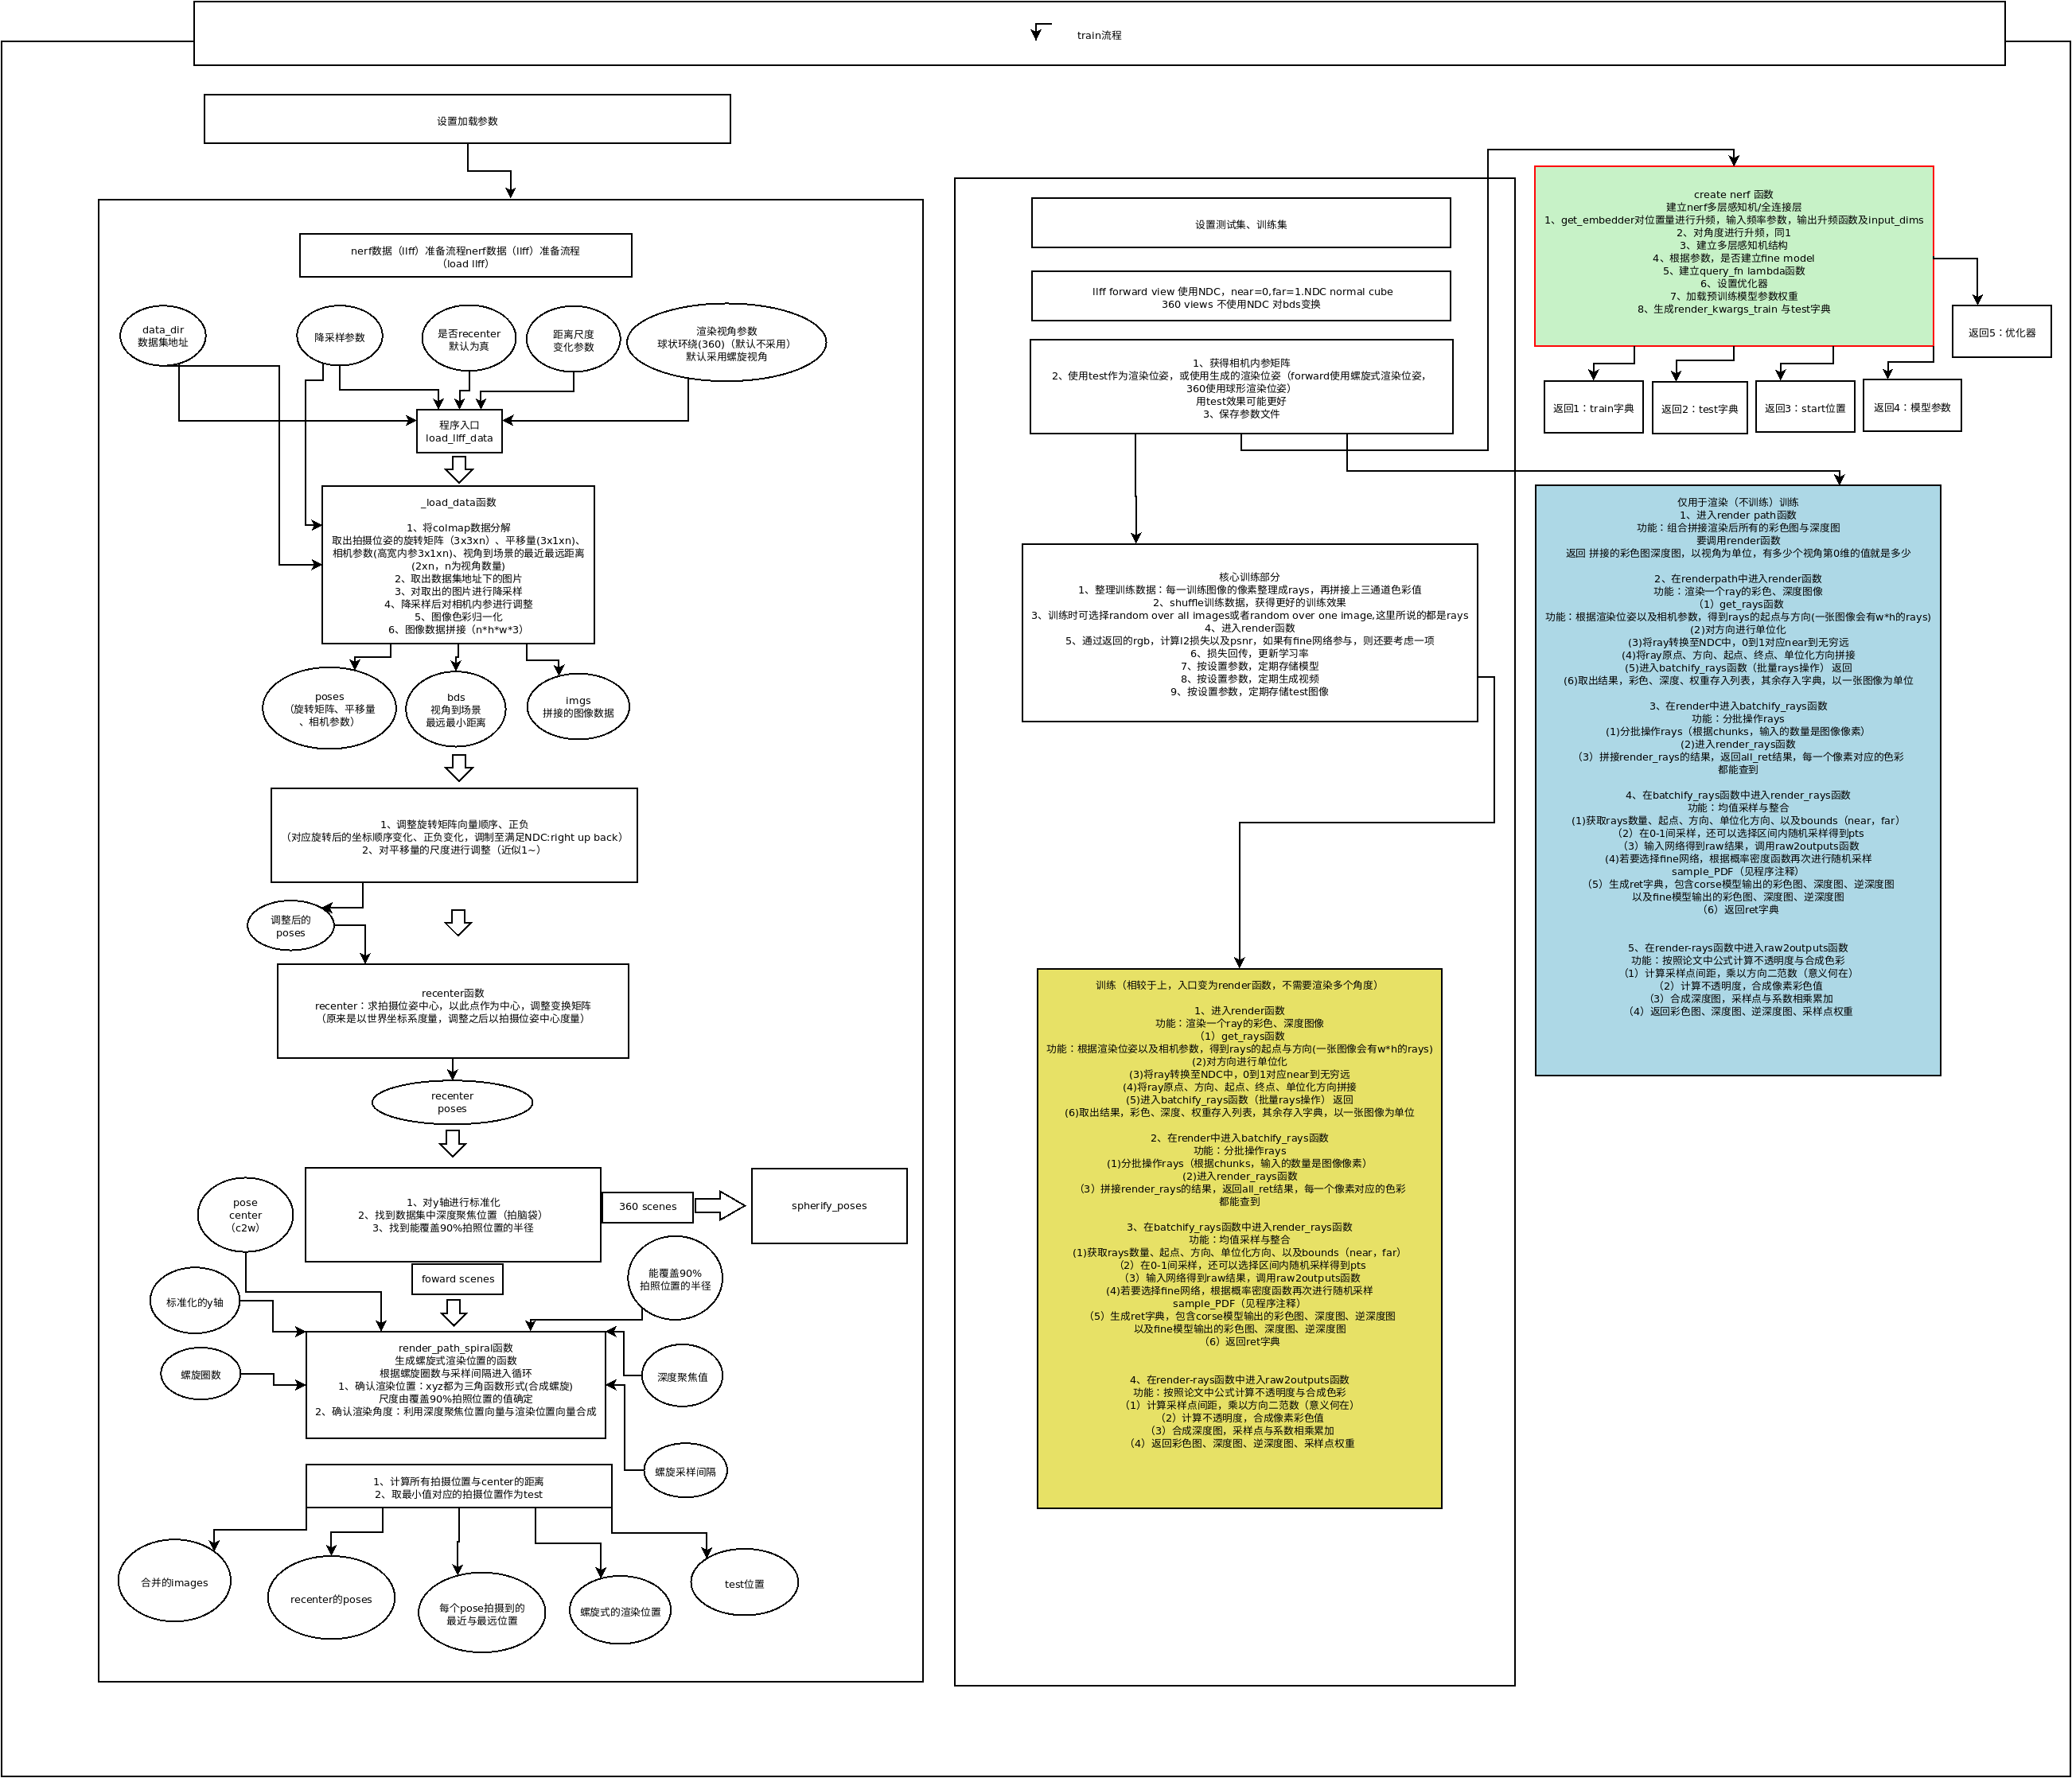 train流程
设置加载参数
nerf数据（llff）准备流程nerf数据（llff）准备流程
（load llff）
data_dir
数据集地址
降采样参数
是否recenter
默认为真
距离尺度
变化参数
渲染视角参数
球状环绕(360)（默认不采用）
默认采用螺旋视角
程序入口
load_llff_data
_load_data函数
1、将colmap数据分解
取出拍摄位姿的旋转矩阵（3x3xn）、平移量(3x1xn)、
相机参数(高宽内参3x1xn)、视角到场景的最近最远距离
(2xn，n为视角数量)
2、取出数据集地址下的图片
3、对取出的图片进行降采样
4、降采样后对相机内参进行调整
5、图像色彩归一化
6、图像数据拼接（n*h*w*3）
poses
（旋转矩阵、平移量
、相机参数）
bds
视角到场景
最远最小距离
imgs
拼接的图像数据
1、调整旋转矩阵向量顺序、正负
（对应旋转后的坐标顺序变化、正负变化，调制至满足NDC:right up back）
2、对平移量的尺度进行调整（近似1~）
调整后的
poses
recenter函数
recenter：求拍摄位姿中心，以此点作为中心，调整变换矩阵
（原来是以世界坐标系度量，调整之后以拍摄位姿中心度量）
recenter
poses
pose
center
（c2w）
1、对y轴进行标准化
2、找到数据集中深度聚焦位置（拍脑袋）
3、找到能覆盖90%拍照位置的半径
360 scenes
spherify_poses
foward scenes
能覆盖90%
拍照位置的半径
标准化的y轴
螺旋圈数
render_path_spiral函数
生成螺旋式渲染位置的函数
根据螺旋圈数与采样间隔进入循环
1、确认渲染位置：xyz都为三角函数形式(合成螺旋)
尺度由覆盖90%拍照位置的值确定
2、确认渲染角度：利用深度聚焦位置向量与渲染位置向量合成
深度聚焦值
螺旋采样间隔
1、计算所有拍摄位置与center的距离
2、取最小值对应的拍摄位置作为test
合并的images
recenter的poses
每个pose拍摄到的
最近与最远位置
螺旋式的渲染位置
test位置
设置测试集、训练集
llff forward view 使用NDC，near=0,far=1.NDC normal cube
360 views 不使用NDC 对bds变换
1、获得相机内参矩阵
2、使用test作为渲染位姿，或使用生成的渲染位姿（forward使用螺旋式渲染位姿，
360使用球形渲染位姿）
用test效果可能更好
3、保存参数文件
核心训练部分
1、整理训练数据：每一训练图像的像素整理成rays，再拼接上三通道色彩值
2、shuffle训练数据，获得更好的训练效果
3、训练时可选择random over all images或者random over one image,这里所说的都是rays
4、进入render函数
5、通过返回的rgb，计算l2损失以及psnr，如果有fine网络参与，则还要考虑一项
6、损失回传，更新学习率
7、按设置参数，定期存储模型
8、按设置参数，定期生成视频
9、按设置参数，定期存储test图像
训练（相较于上，入口变为render函数，不需要渲染多个角度）
1、进入render函数
功能：渲染一个ray的彩色、深度图像
（1）get_rays函数
功能：根据渲染位姿以及相机参数，得到rays的起点与方向(一张图像会有w*h的rays)
(2)对方向进行单位化
(3)将ray转换至NDC中，0到1对应near到无穷远
(4)将ray原点、方向、起点、终点、单位化方向拼接
(5)进入batchify_rays函数（批量rays操作） 返回
(6)取出结果，彩色、深度、权重存入列表，其余存入字典，以一张图像为单位
2、在render中进入batchify_rays函数
功能：分批操作rays
(1)分批操作rays（根据chunks，输入的数量是图像像素）
(2)进入render_rays函数
（3）拼接render_rays的结果，返回all_ret结果，每一个像素对应的色彩
都能查到
3、在batchify_rays函数中进入render_rays函数
功能：均值采样与整合
(1)获取rays数量、起点、方向、单位化方向、以及bounds（near，far）
（2）在0-1间采样，还可以选择区间内随机采样得到pts
（3）输入网络得到raw结果，调用raw2outputs函数
(4)若要选择fine网络，根据概率密度函数再次进行随机采样
sample_PDF（见程序注释）
（5）生成ret字典，包含corse模型输出的彩色图、深度图、逆深度图
以及fine模型输出的彩色图、深度图、逆深度图
（6）返回ret字典
4、在render-rays函数中进入raw2outputs函数
功能：按照论文中公式计算不透明度与合成色彩
（1）计算采样点间距，乘以方向二范数（意义何在）
（2）计算不透明度，合成像素彩色值
（3）合成深度图，采样点与系数相乘累加
（4）返回彩色图、深度图、逆深度图、采样点权重
create nerf 函数
建立nerf多层感知机/全连接层
1、get_embedder对位置量进行升频，输入频率参数，输出升频函数及input_dims
2、对角度进行升频，同1
3、建立多层感知机结构
4、根据参数，是否建立fine model
5、建立query_fn lambda函数
6、设置优化器
7、加载预训练模型参数权重
8、生成render_kwargs_train 与test字典
返回5：优化器
返回1：train字典
返回2：test字典
返回3：start位置
返回4：模型参数
仅用于渲染（不训练）训练
1、进入render path函数
功能：组合拼接渲染后所有的彩色图与深度图
要调用render函数
返回 拼接的彩色图深度图，以视角为单位，有多少个视角第0维的值就是多少
2、在renderpath中进入render函数
功能：渲染一个ray的彩色、深度图像
（1）get_rays函数
功能：根据渲染位姿以及相机参数，得到rays的起点与方向(一张图像会有w*h的rays)
(2)对方向进行单位化
(3)将ray转换至NDC中，0到1对应near到无穷远
(4)将ray原点、方向、起点、终点、单位化方向拼接
(5)进入batchify_rays函数（批量rays操作） 返回
(6)取出结果，彩色、深度、权重存入列表，其余存入字典，以一张图像为单位
3、在render中进入batchify_rays函数
功能：分批操作rays
(1)分批操作rays（根据chunks，输入的数量是图像像素）
(2)进入render_rays函数
（3）拼接render_rays的结果，返回all_ret结果，每一个像素对应的色彩
都能查到
4、在batchify_rays函数中进入render_rays函数
功能：均值采样与整合
(1)获取rays数量、起点、方向、单位化方向、以及bounds（near，far）
（2）在0-1间采样，还可以选择区间内随机采样得到pts
（3）输入网络得到raw结果，调用raw2outputs函数
(4)若要选择fine网络，根据概率密度函数再次进行随机采样
sample_PDF（见程序注释）
（5）生成ret字典，包含corse模型输出的彩色图、深度图、逆深度图
以及fine模型输出的彩色图、深度图、逆深度图
（6）返回ret字典
5、在render-rays函数中进入raw2outputs函数
功能：按照论文中公式计算不透明度与合成色彩
（1）计算采样点间距，乘以方向二范数（意义何在）
（2）计算不透明度，合成像素彩色值
（3）合成深度图，采样点与系数相乘累加
（4）返回彩色图、深度图、逆深度图、采样点权重